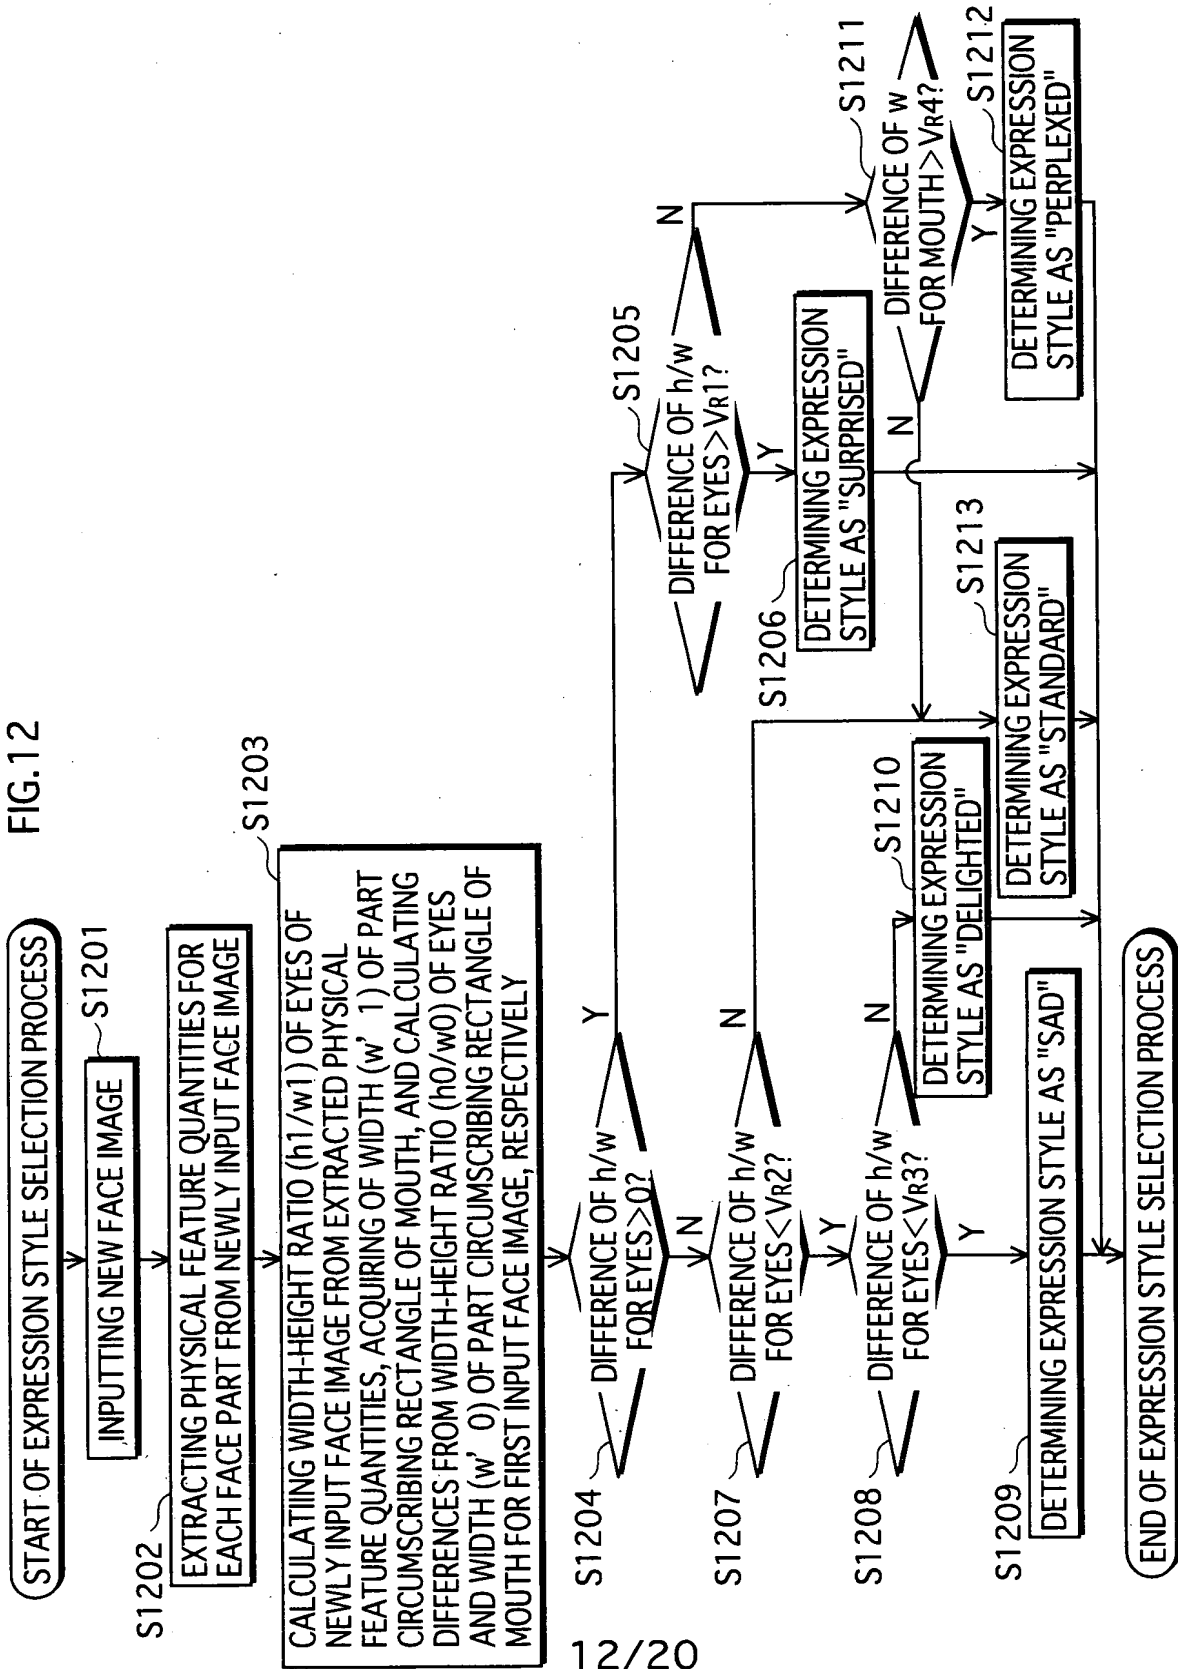 FIG.12
START OF EXPRESSION STYLE SELECTION PROCESS
S1201
INPUTTING NEW FACE IMAGE
S1202
EXTRACTING PHYSICAL FEATURE QUANTITIES FOR
EACH FACE PART FROM NEWLY INPUT FACE IMAGE
S1203
CALCULATIING WIDTH-HEIGHT RATIO (h1/w1) OF EYES OF
NEWLY INPUT FACE IMAGE FROM EXTRACTED PHYSICAL
FEATURE QUANTITIES, ACQUIRING OF WIDTH (w' 1) OF PART
CIRCUMSCRIBING RECTANGLE OF MOUTH, AND CALCULATING
DIFFERENCES FROM WIDTH-HEIGHT RATIO (h0/w0) OF EYES
AND WIDTH (w' 0) OF PART CIRCUMSCRIBING RECTANGLE OF
MOUTH FOR FIRST INPUT FACE IMAGE, RESPECTIVELY
S1204
DIFFERENCE OF h/w
FOR EYES>0?
Y
N
S1205
DIFFERENCE OF h/w
FOR EYES>VR1?
N
Y
S1206
DETERMINING EXPRESSION
STYLE AS "SURPRISED"
S1207
DIFFERENCE OF h/w
FOR EYES<VR2?
N
Y
S1208
DIFFERENCE OF h/w
FOR EYES<VR3?
N
Y
S1209
DETERMINING EXPRESSION STYLE AS "SAD"
S1210
DETERMINING EXPRESSION
STYLE AS "DELIGHTED"
S1211
DIFFERENCE OF w
FOR MOUTH>VR4?
N
Y
S1212
DETERMINING EXPRESSION
STYLE AS "PERPLEXED"
S1213
DETERMINING EXPRESSION
STYLE AS "STANDARD"
END OF EXPRESSION STYLE SELECTION PROCESS
12/20